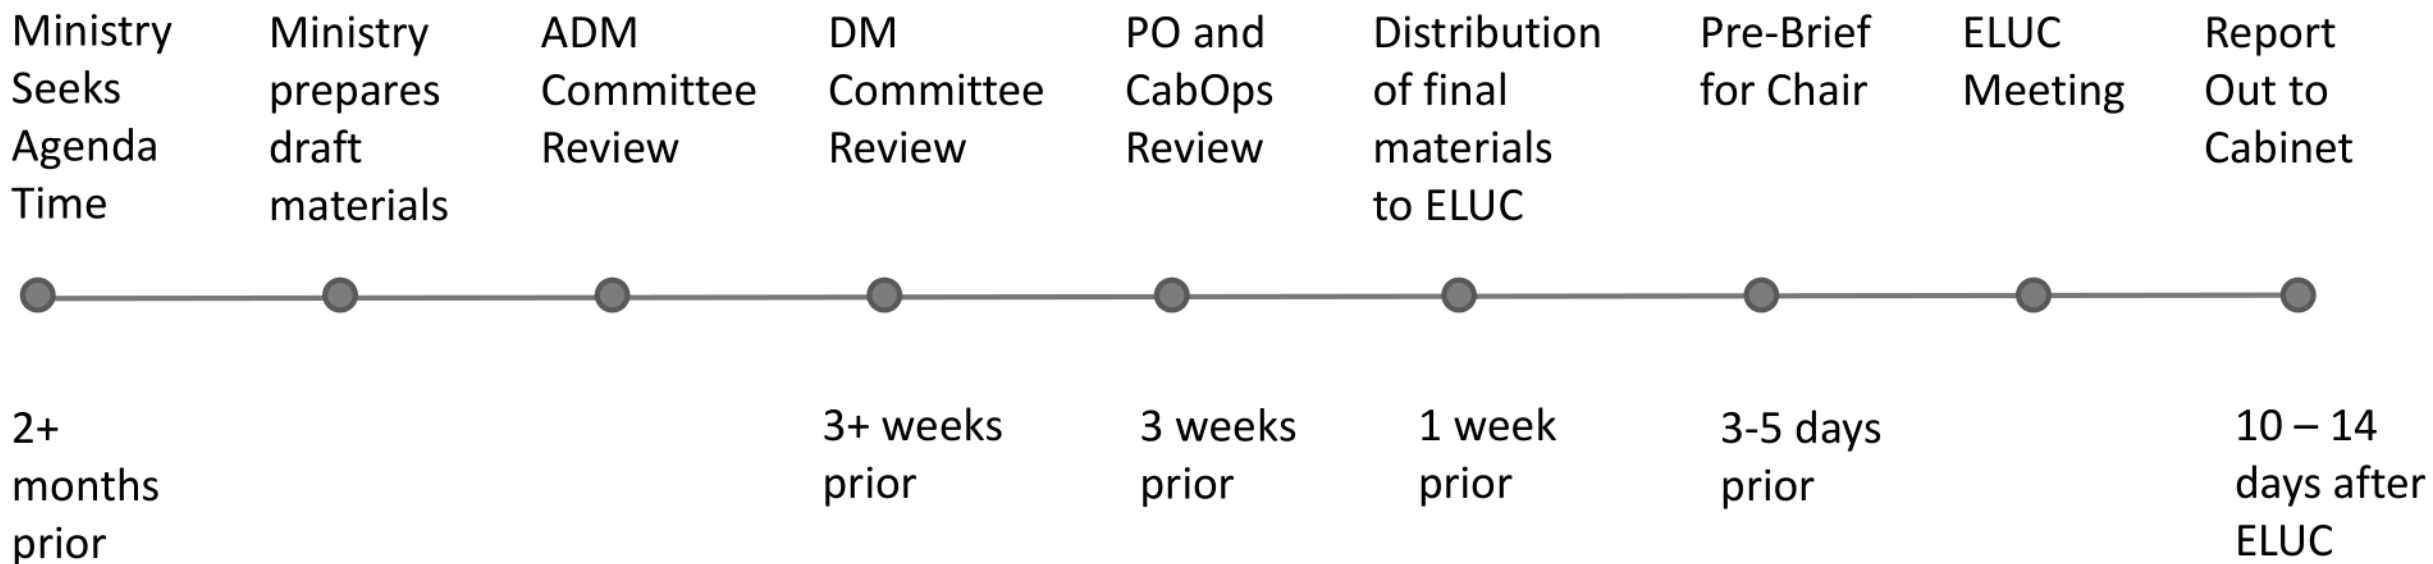 Ministry
Seeks
Agenda
Time
Ministry
prepares
draft
materials
ADM
Committee
Review
DM
Committee
Review
PO and
CabOps
Review
Distribution
of final
materials
to ELUC
Pre-Brief
for Chair
ELUC
Meeting
Report
Out to
Cabinet
2+
months
prior
3+ weeks
prior
3 weeks
prior
1 week
prior
3-5 days
prior
10 – 14
days after
ELUC